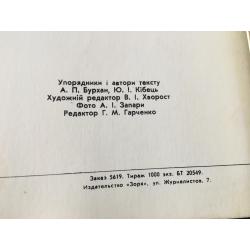 Упорядники і автори тексту
А. П. Бурхан, Ю. І. Кібець
Художній редактор В. І. Хворост
Фото А. І. Запари
Редактор Г. М. Гарченко
Заказ 5619. Тираж 1000 экз. БТ 20549.
Издательство «Зоря», ул. Журналистов, 7.